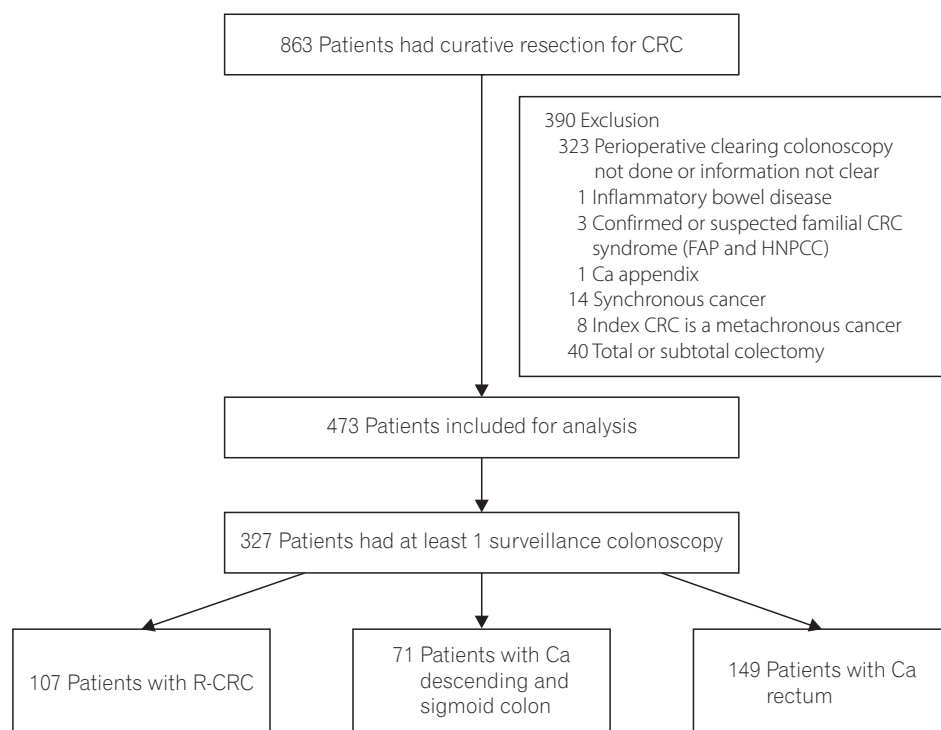 863 Patients had curative resection for CRC
390 Exclusion
323 Perioperative clearing colonoscopy
not done or information not clear
1 Inflammatory bowel disease
3 Confirmed or suspected familial CRC
syndrome (FAP and HNPCC)
1 Ca appendix
14 Synchronous cancer
8 Index CRC is a metachronous cancer
40 Total or subtotal colectomy
473 Patients included for analysis
327 Patients had at least 1 surveillance colonoscopy
107 Patients with R-CRC
71 Patients with Ca
descending and
sigmoid colon
149 Patients with Ca
rectum